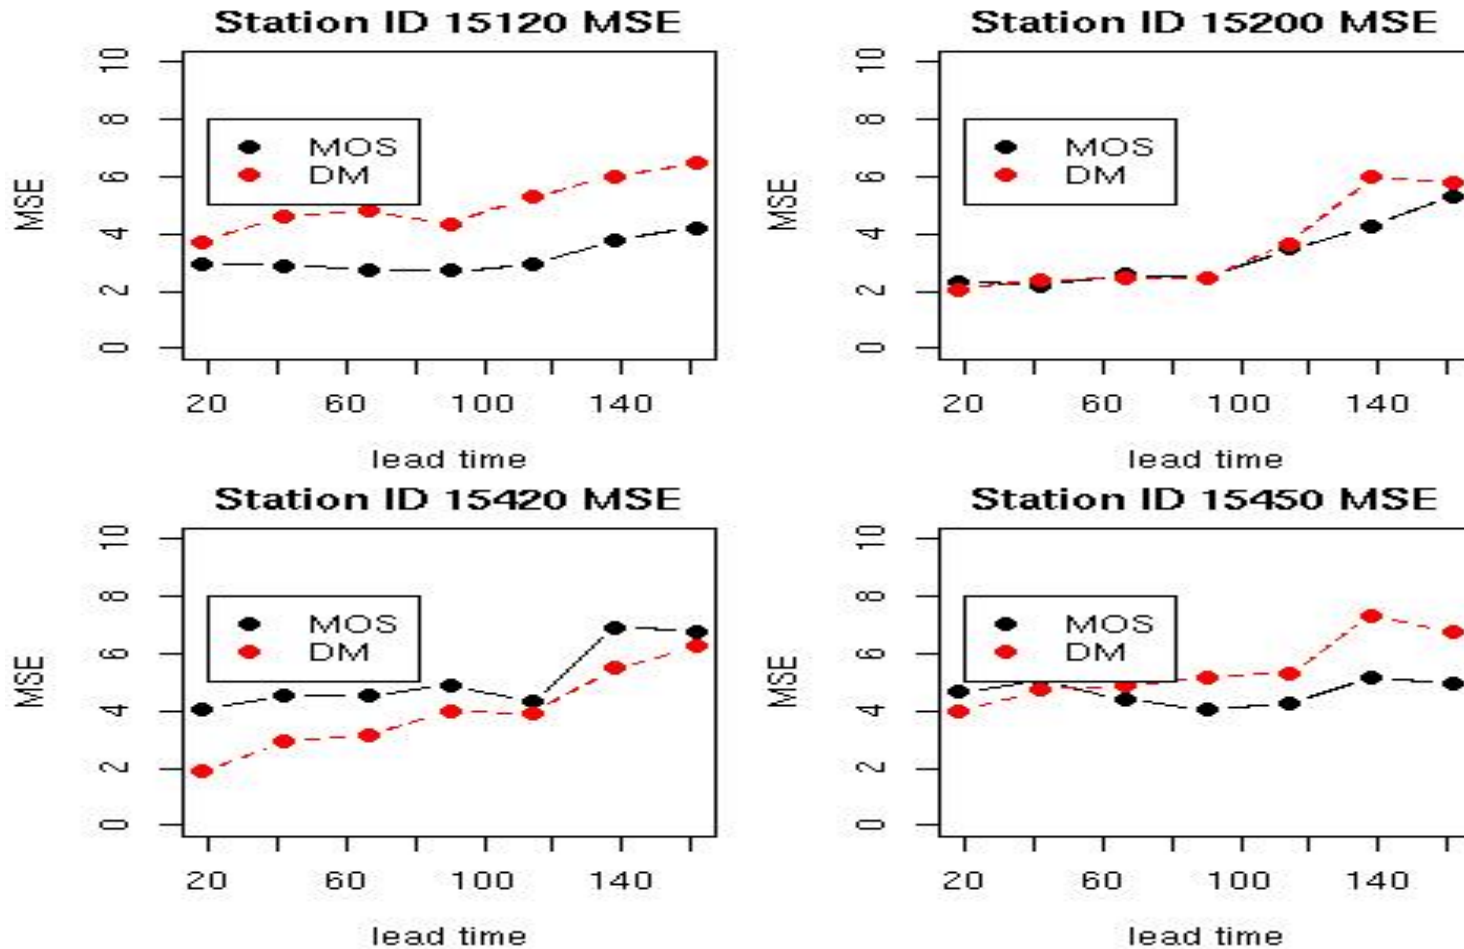 Station ID 15120 MSE
10
8
6
4
2
0
MSE
MOS
DM
20 60 100 140
lead time
Station ID 15200 MSE
10
8
6
4
2
0
MSE
MOS
DM
20 60 100 140
lead time
Station ID 15420 MSE
10
8
6
4
2
0
MSE
MOS
DM
20 60 100 140
lead time
Station ID 15450 MSE
10
8
6
4
2
0
MSE
MOS
DM
20 60 100 140
lead time